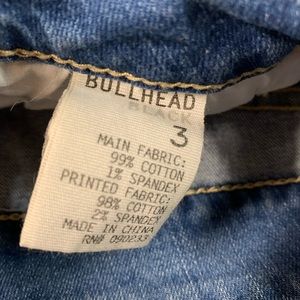 BULLHEAD
BLACK
3
MAIN FABRIC:
99% COTTON
1% SPANDEX
PRINTED FABRIC:
98% COTTON
2% SPANDEX
MADE IN CHINA
RN# 090233